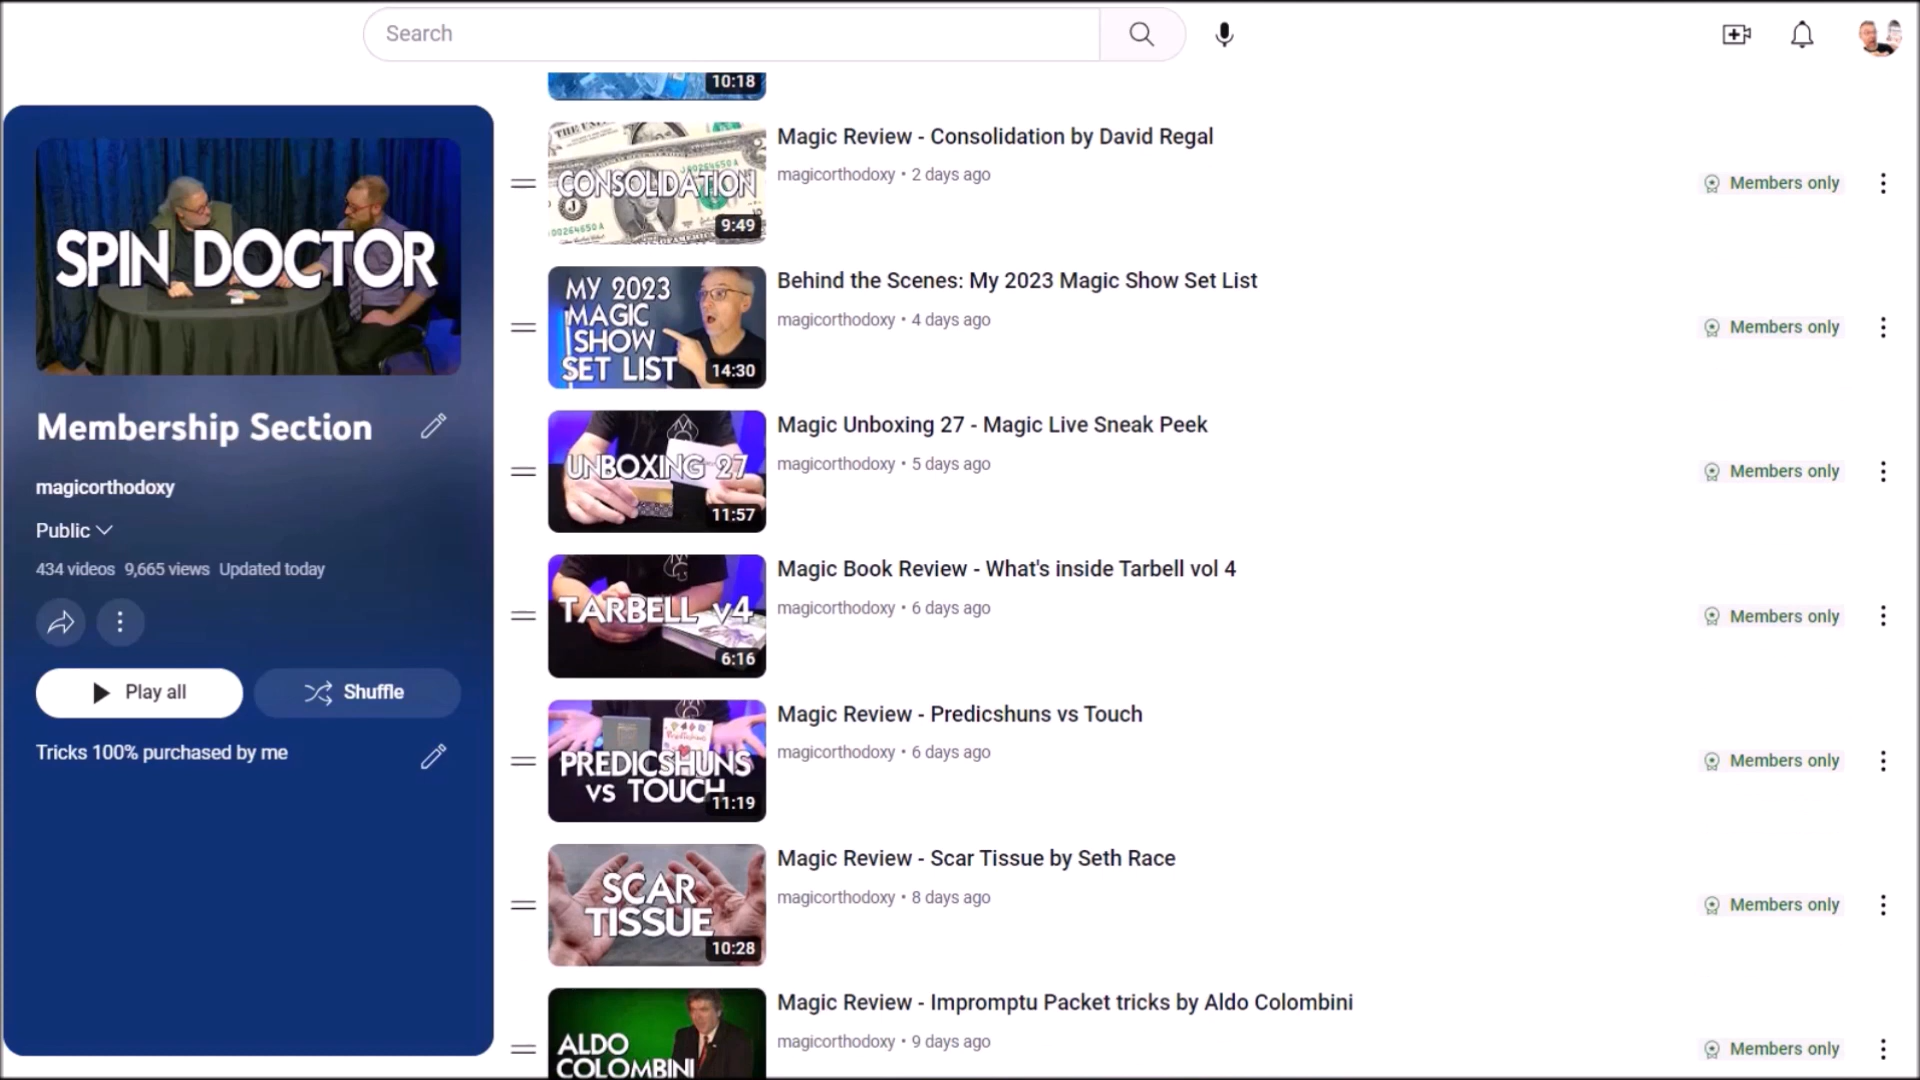 Search
10:18
SPIN DOCTOR
Membership Section
magicorthodoxy
Public
434 videos 9,665 views Updated today
Play all
Shuffle
Tricks 100% purchased by me
CONSOLIDATION
9:49
Magic Review - Consolidation by David Regal
magicorthodoxy • 2 days ago
Members only
MY 2023
MAGIC
SHOW
SET LIST
14:30
Behind the Scenes: My 2023 Magic Show Set List
magicorthodoxy • 4 days ago
Members only
UNBOXING 27
11:57
Magic Unboxing 27 - Magic Live Sneak Peek
magicorthodoxy • 5 days ago
Members only
TARBELL v4
6:16
Magic Book Review - What's inside Tarbell vol 4
magicorthodoxy • 6 days ago
Members only
PREDICSHUNS
vs TOUCH
11:19
Magic Review - Predicshuns vs Touch
magicorthodoxy • 6 days ago
Members only
SCAR
TISSUE
10:28
Magic Review - Scar Tissue by Seth Race
magicorthodoxy • 8 days ago
Members only
ALDO
COLOMBINI
Magic Review - Impromptu Packet tricks by Aldo Colombini
magicorthodoxy • 9 days ago
Members only